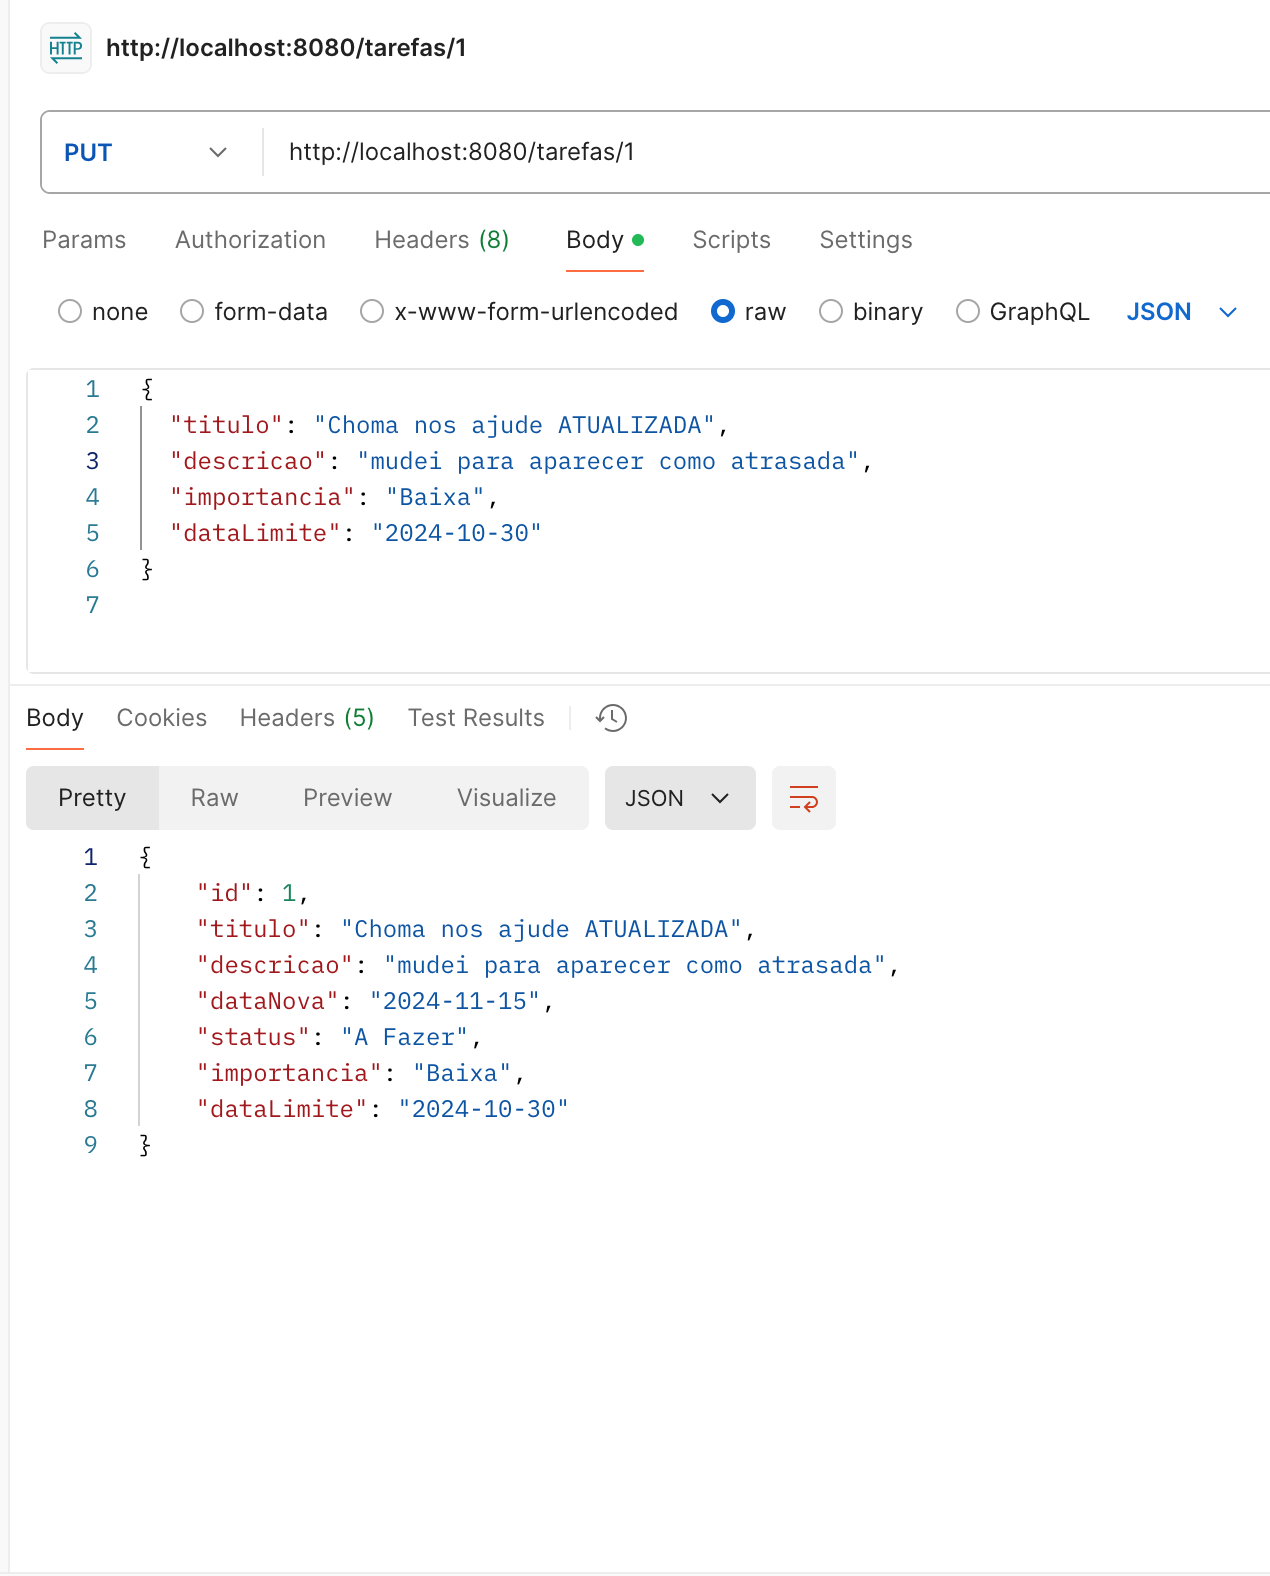 HTTP http://localhost:8080/tarefas/1
PUT http://localhost:8080/tarefas/1
Params Authorization Headers (8) Body Scripts Settings
none form-data x-www-form-urlencoded raw binary GraphQL JSON
1 {
2 "titulo": "Choma nos ajude ATUALIZADA",
3 "descricao": "mudei para aparecer como atrasada",
4 "importancia": "Baixa",
5 "dataLimite": "2024-10-30"
6 }
7
Body Cookies Headers (5) Test Results
Pretty Raw Preview Visualize JSON
1 {
2 "id": 1,
3 "titulo": "Choma nos ajude ATUALIZADA",
4 "descricao": "mudei para aparecer como atrasada",
5 "dataNova": "2024-11-15",
6 "status": "A Fazer",
7 "importancia": "Baixa",
8 "dataLimite": "2024-10-30"
9 }